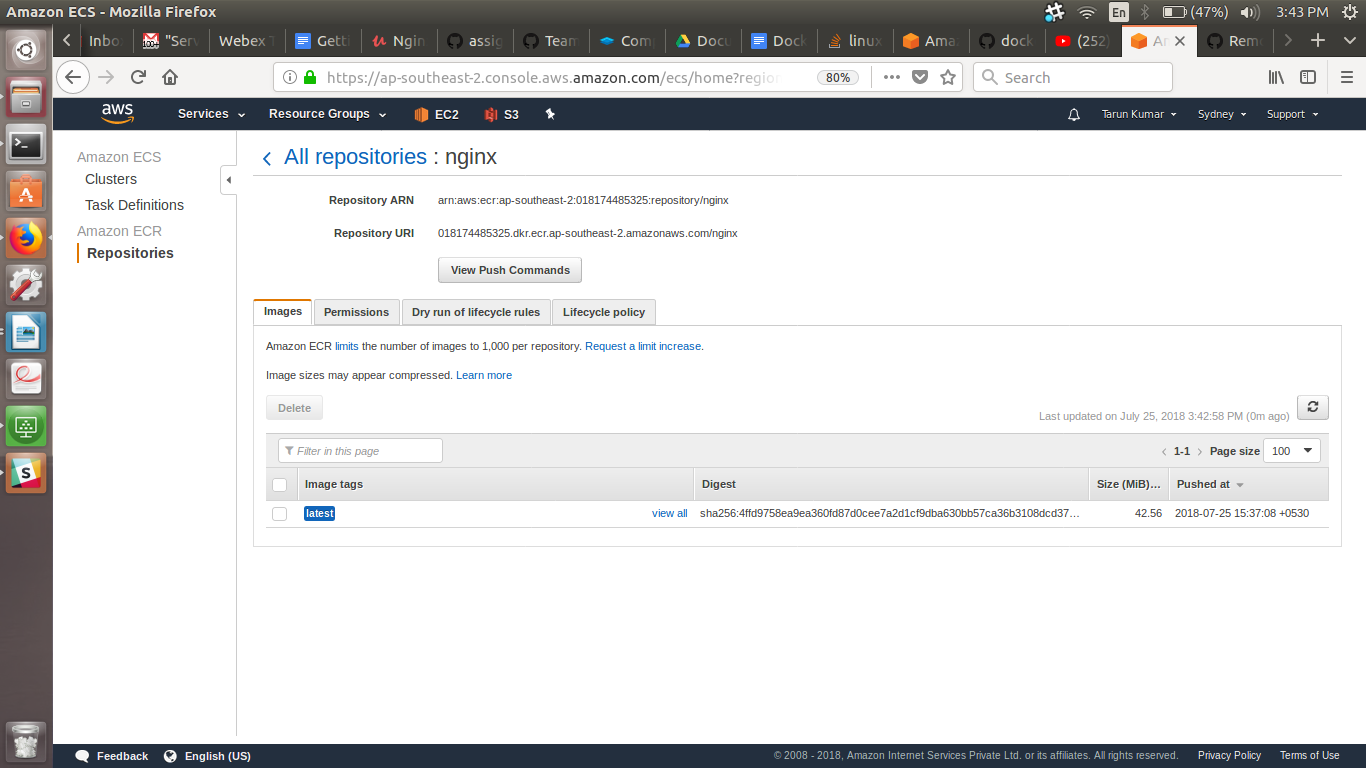 Amazon ECS - Mozilla Firefox
En
(47%)
3:43 PM
Inbo
"Serv
Webex T
Getti
Ngin
assig
Team
Com
Docu
Dock
linux
Amaz
dock
(252)
Rem
https://ap-southeast-2.console.aws.amazon.com/ecs/home?region
80%
Search
aws
Services
Resource Groups
EC2
S3
Tarun Kumar
Sydney
Support
Amazon ECS
Clusters
Task Definitions
Amazon ECR
Repositories
All repositories : nginx
Repository ARN arn:aws:ecr:ap-southeast-2:018174485325:repository/nginx
Repository URI 018174485325.dkr.ecr.ap-southeast-2.amazonaws.com/nginx
View Push Commands
Images
Permissions
Dry run of lifecycle rules
Lifecycle policy
Amazon ECR limits the number of images to 1,000 per repository. Request a limit increase.
Image sizes may appear compressed. Learn more
Delete
Last updated on July 25, 2018 3:42:58 PM (0m ago)
Filter in this page
1-1
Page size
100
Image tags
Digest
Size (MiB)...
Pushed at
latest
view all
sha256:4ffd9758ea9ea360fd87d0cee7a2d1cf9dba630bb57ca36b3108dcd37...
42.56
2018-07-25 15:37:08 +0530
Feedback
English (US)
© 2008 - 2018, Amazon Internet Services Private Ltd. or its affiliates. All rights reserved.
Privacy Policy
Terms of Use